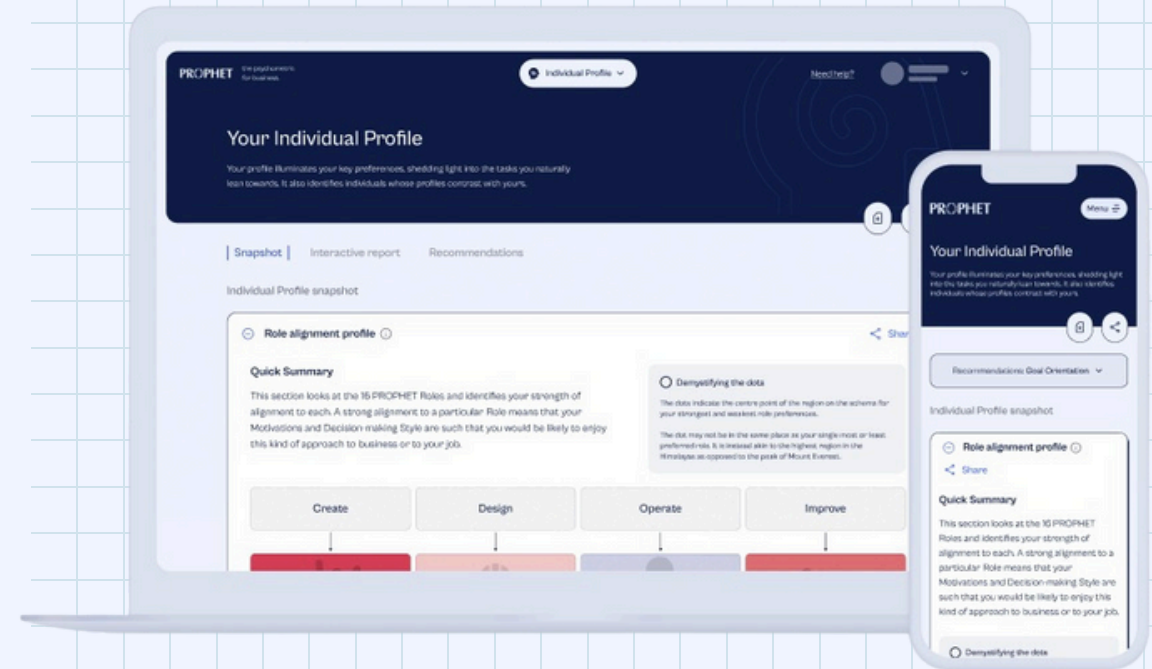 PROPHET
the psychometric
for business
Individual Profile
Need help?
Your Individual Profile
Your profile illuminates your key preferences, shedding light into the tasks you naturally
lean towards. It also identifies individuals whose profiles contrast with yours.
Snapshot
Interactive report
Recommendations
Individual Profile snapshot
Role alignment profile
Shar
Quick Summary
This section looks at the 16 PROPHET Roles and identifies your strength of
alignment to each. A strong alignment to a particular Role means that your
Motivations and Decision-making Style are such that you would be likely to enjoy
this kind of approach to business or to your job.
Demystifying the dots
The dots indicate the centre point of the region on the schema for
your strongest and weakest role preferences.
The dot may not be in the same place as your single most or least
preferred role. It is instead akin to the highest region in the
Himalayas as opposed to the peak of Mount Everest.
Create
Design
Operate
Improve
PROPHET
Menu
Your Individual Profile
Your profile illuminates your key preferences, shedding light
into the tasks you naturally lean towards. It also identifies
individuals whose profiles contrast with yours.
Recommendations: Goal Orientation
Individual Profile snapshot
Role alignment profile
Share
Quick Summary
This section looks at the 16 PROPHET
Roles and identifies your strength of
alignment to each. A strong alignment to a
particular Role means that your
Motivations and Decision-making Style are
such that you would be likely to enjoy this
kind of approach to business or to your job.
Demystifying the dots